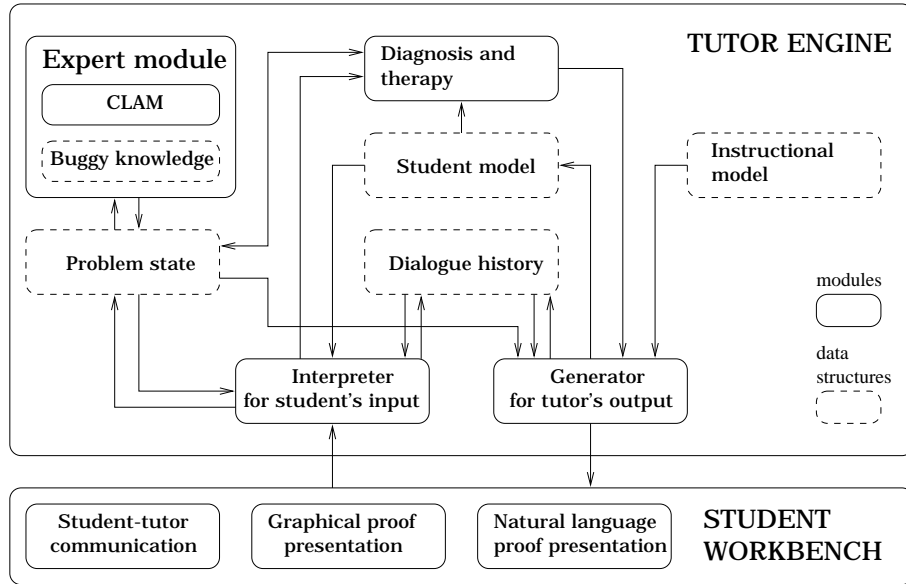 TUTOR ENGINE
Expert module
CLAM
Buggy knowledge
Diagnosis and
therapy
Student model
Instructional
model
Problem state
Dialogue history
modules
data
structures
Interpreter
for student's input
Generator
for tutor's output
Student-tutor
communication
Graphical proof
presentation
Natural language
proof presentation
STUDENT
WORKBENCH